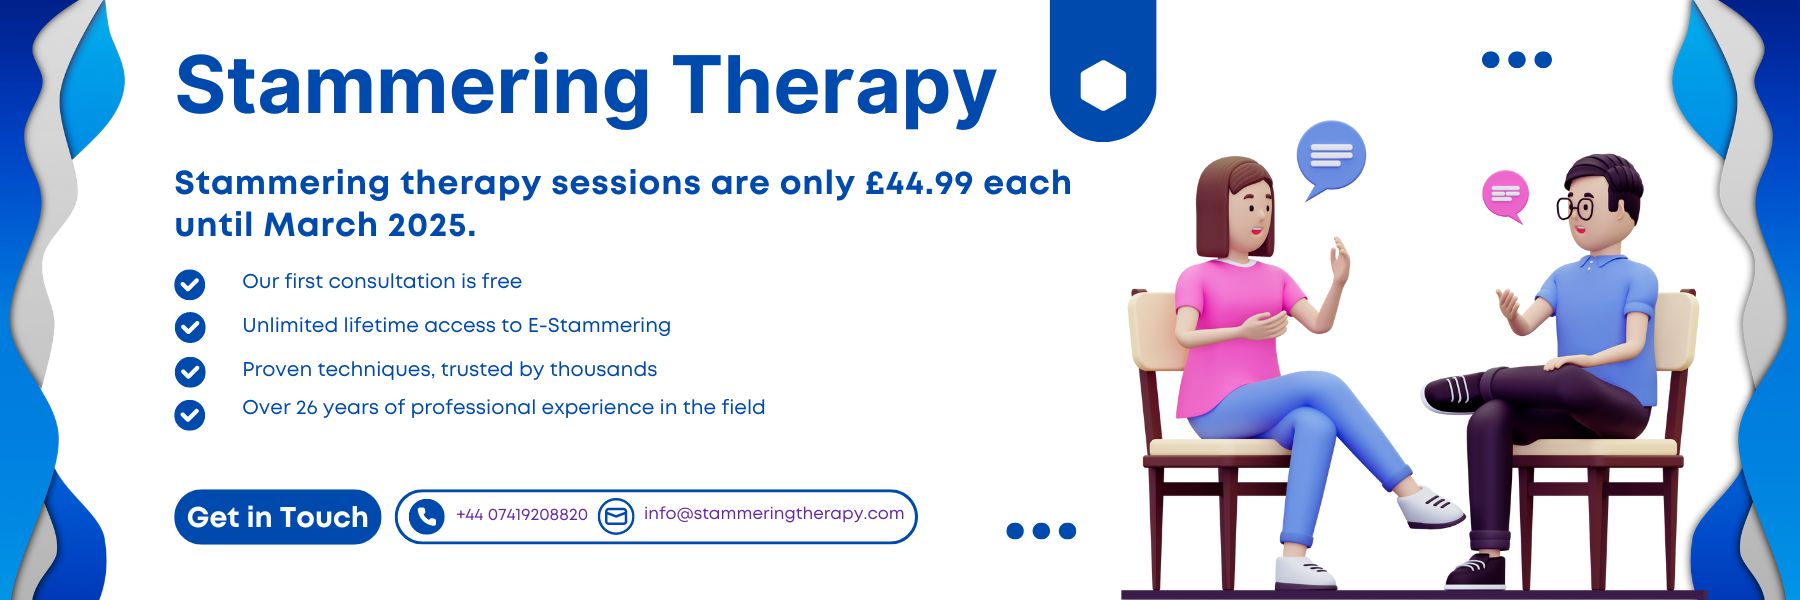 Stammering Therapy
Stammering therapy sessions are only £44.99 each
until March 2025.
Our first consultation is free
Unlimited lifetime access to E-Stammering
Proven techniques, trusted by thousands
Over 26 years of professional experience in the field
Get in Touch
+44 07419208820
info@stammeringtherapy.com